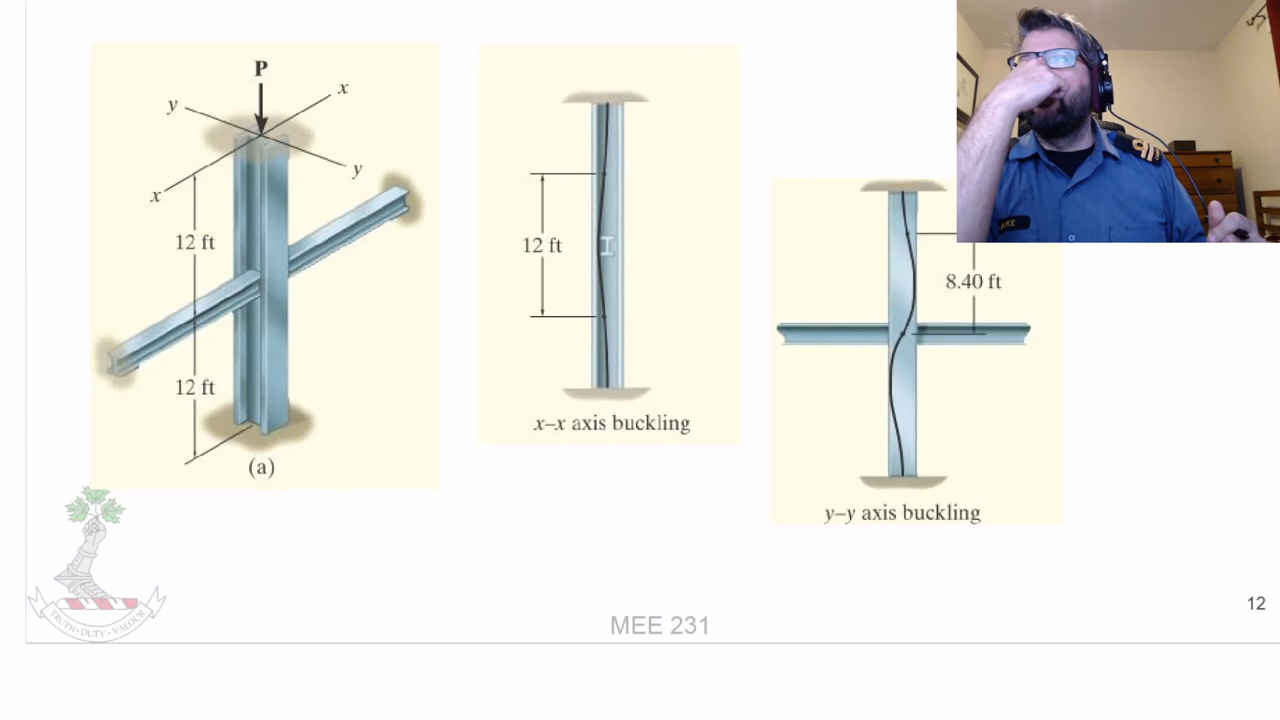 P
y
x
x
y
12 ft
12 ft
(a)
12 ft
x–x axis buckling
8.40 ft
y–y axis buckling
TRUTH · DUTY · VALOUR
MEE 231
12